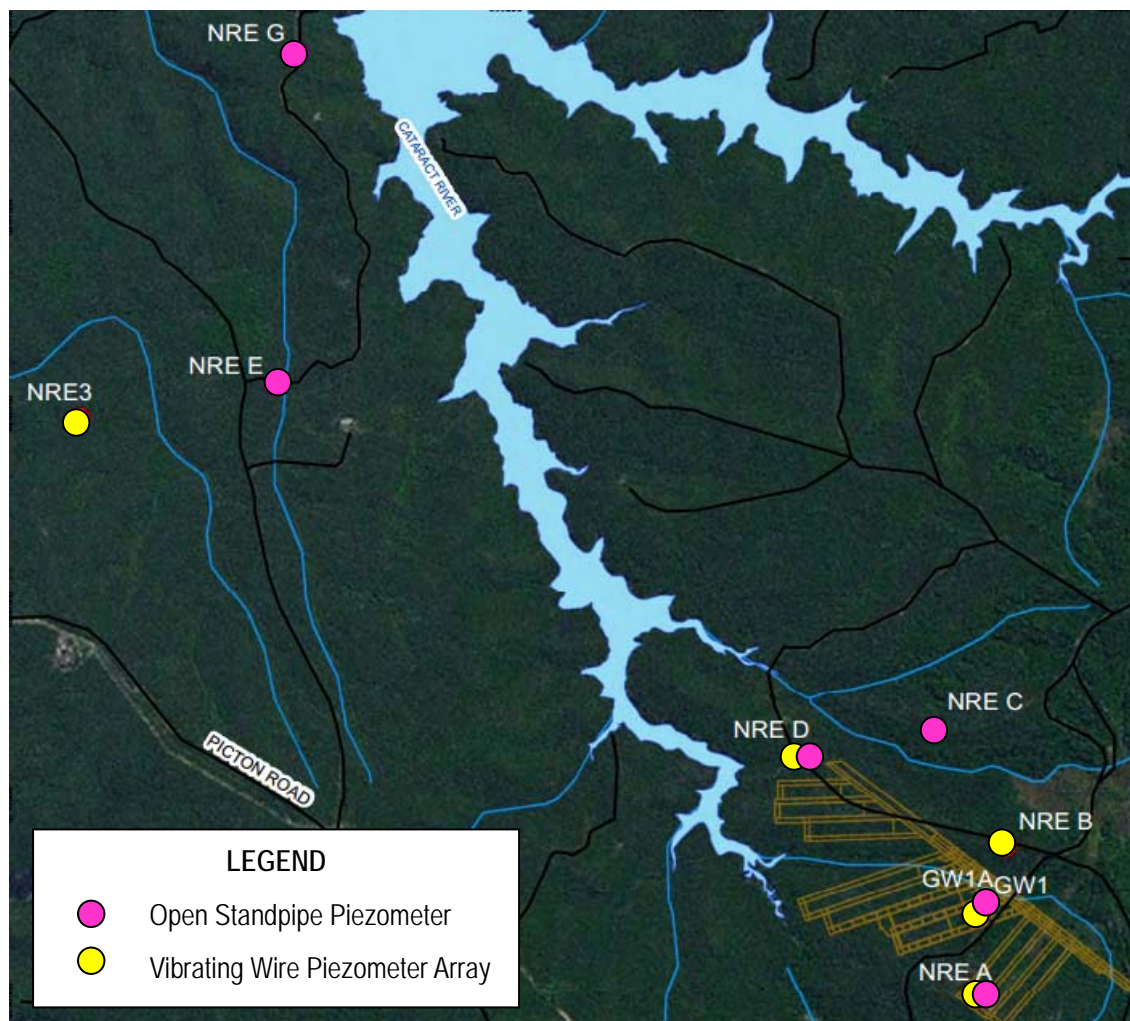 NRE G
CATARACT RIVER
NRE E
NRE3
NRE C
NRE D
PICTON ROAD
NRE B
GW1A
GW1
NRE A
LEGEND
Open Standpipe Piezometer
Vibrating Wire Piezometer Array